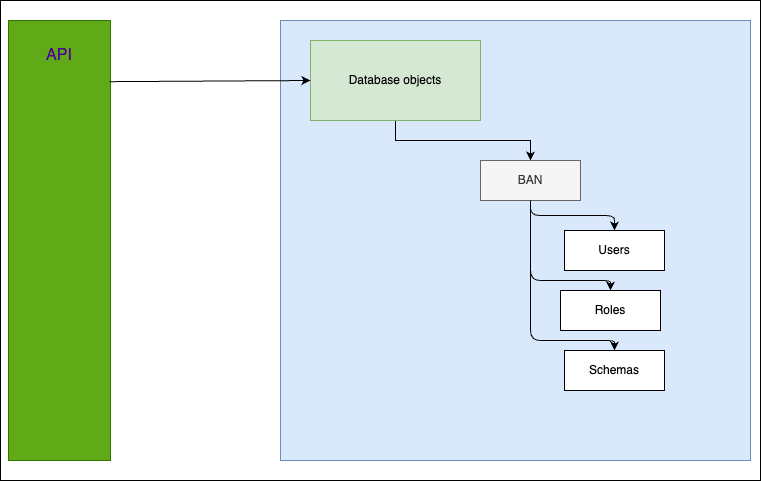 API
Database objects
BAN
Users
Roles
Schemas